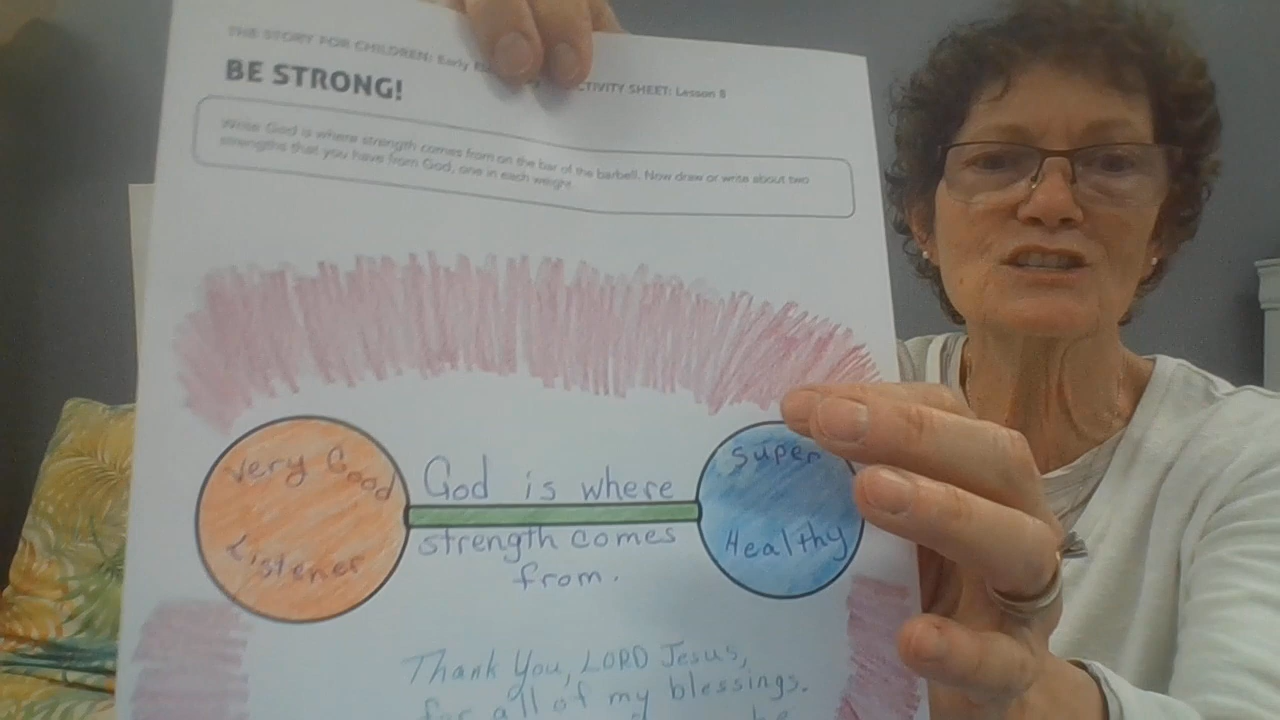 THE STORY FOR CHILDREN: Early CTIVITY SHEET: Lesson 8
BE STRONG!
Write God is where strength comes from on the bar of the barbell. Now draw or write about two
strengths that you have from God, one in each weight.
Very Good
Listener
God is where
strength comes
from.
Super
Healthy
Thank You, LORD Jesus,
for all of my blessings.
be